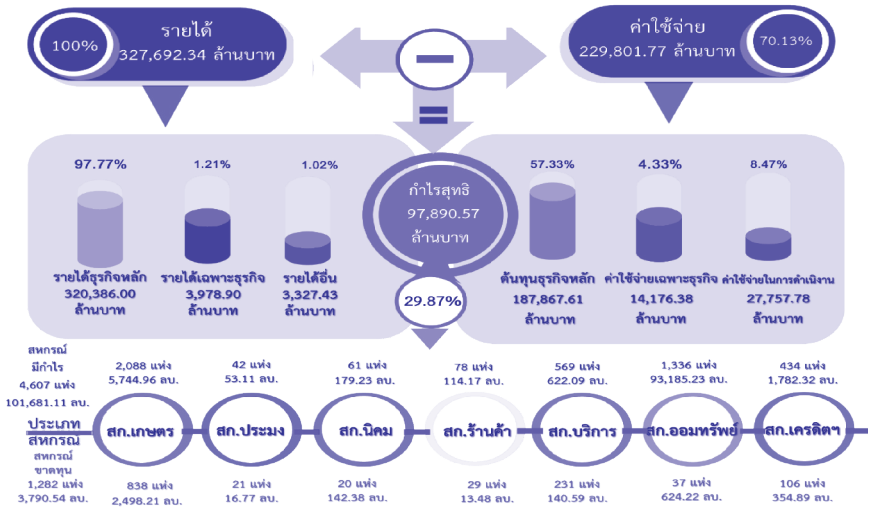 100%
รายได้
327,692.34 ล้านบาท
ค่าใช้จ่าย
229,801.77 ล้านบาท
70.13%
97.77%
1.21%
1.02%
รายได้ธุรกิจหลัก
320,386.00
ล้านบาท
รายได้เฉพาะธุรกิจ
3,978.90
ล้านบาท
รายได้อื่น
3,327.43
ล้านบาท
กำไรสุทธิ
97,890.57
ล้านบาท
29.87%
57.33%
4.33%
8.47%
ต้นทุนธุรกิจหลัก
187,867.61
ล้านบาท
ค่าใช้จ่ายเฉพาะธุรกิจ
14,176.38
ล้านบาท
ค่าใช้จ่ายในการดำเนินงาน
27,757.78
ล้านบาท
สหกรณ์
มีกำไร
4,607 แห่ง
101,681.11 ลบ.
2,088 แห่ง
5,744.96 ลบ.
42 แห่ง
53.11 ลบ.
61 แห่ง
179.23 ลบ.
78 แห่ง
114.17 ลบ.
569 แห่ง
622.09 ลบ.
1,336 แห่ง
93,185.23 ลบ.
434 แห่ง
1,782.32 ลบ.
ประเภท
สหกรณ์
สก.เกษตร
สก.ประมง
สก.นิคม
สก.ร้านค้า
สก.บริการ
สก.ออมทรัพย์
สก.เครดิตฯ
สหกรณ์
ขาดทุน
1,282 แห่ง
3,790.54 ลบ.
838 แห่ง
2,498.21 ลบ.
21 แห่ง
16.77 ลบ.
20 แห่ง
142.38 ลบ.
29 แห่ง
13.48 ลบ.
231 แห่ง
140.59 ลบ.
37 แห่ง
624.22 ลบ.
106 แห่ง
354.89 ลบ.